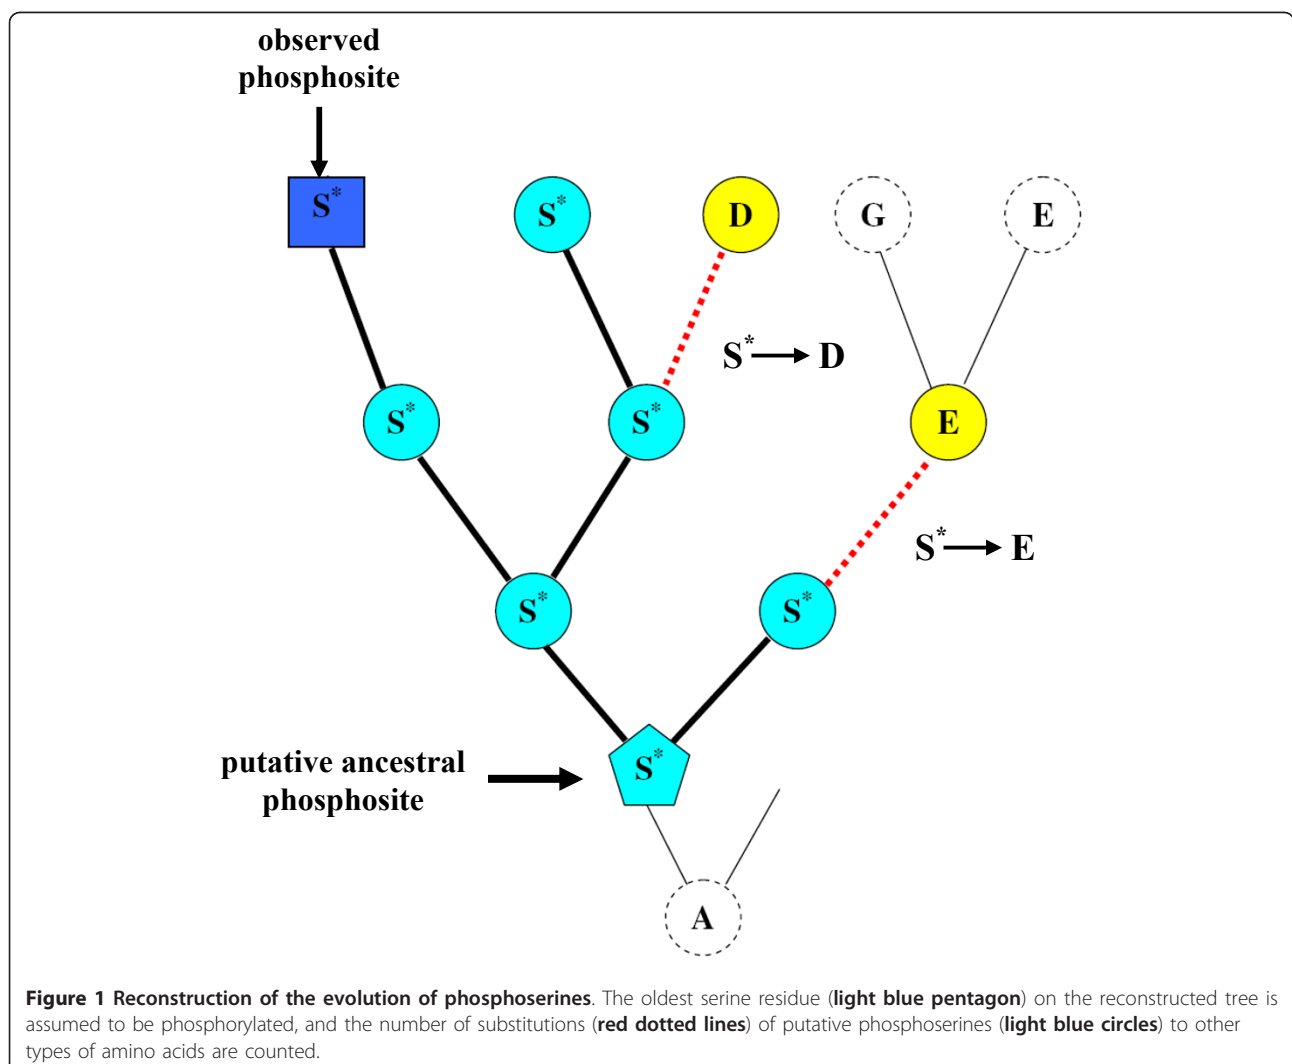 observed
phosphosite
S*
S*
D
G
E
S* → D
S*
S*
E
S* → E
S*
S*
putative ancestral
phosphosite
S*
A
Figure 1 Reconstruction of the evolution of phosphoserines. The oldest serine residue (light blue pentagon) on the reconstructed tree is
assumed to be phosphorylated, and the number of substitutions (red dotted lines) of putative phosphoserines (light blue circles) to other
types of amino acids are counted.